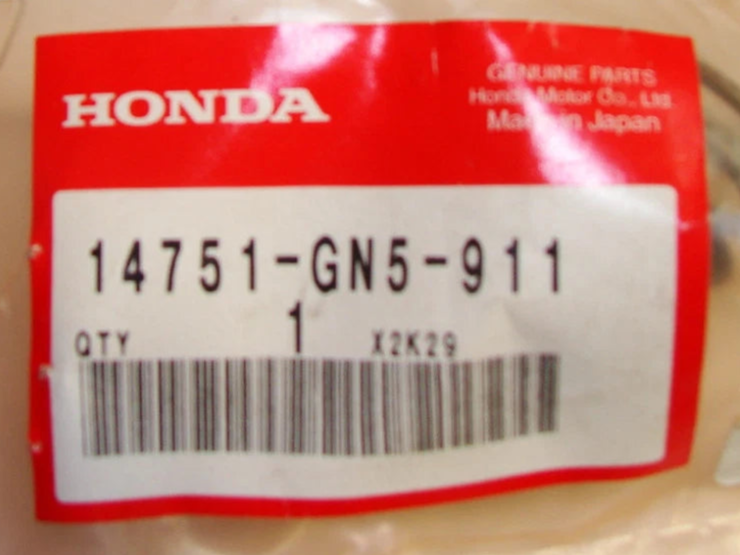 HONDA
GENUINE PARTS
Honda Motor Co., Ltd.
Made in Japan
14751-GN5-911
QTY 1 X2K29